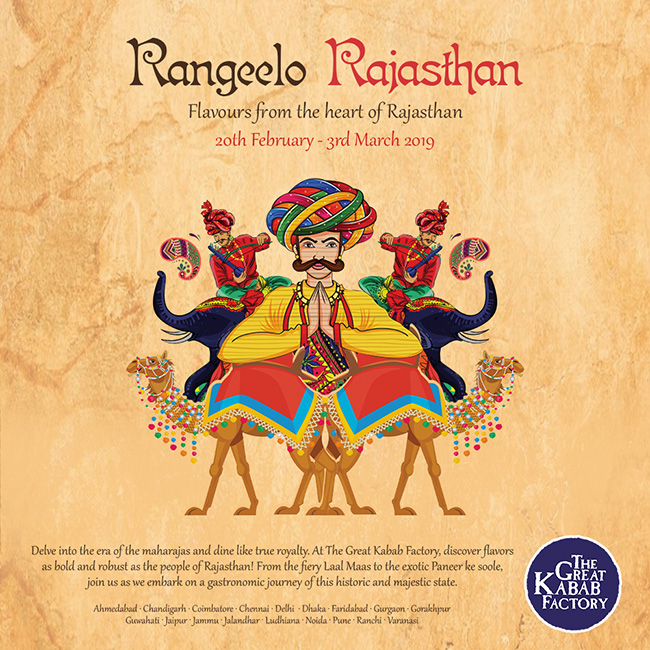 Rangeelo Rajasthan
Flavours from the heart of Rajasthan
20th February - 3rd March 2019
Delve into the era of the maharajas and dine like true royalty. At The Great Kabab Factory, discover flavors
as bold and robust as the people of Rajasthan! From the fiery Laal Maas to the exotic Paneer ke soole,
join us as we embark on a gastronomic journey of this historic and majestic state.
Ahmedabad · Chandigarh · Coimbatore · Chennai · Delhi · Dhaka · Faridabad · Gurgaon · Gorakhpur
Guwahati · Jaipur · Jammu · Jalandhar · Ludhiana · Noida · Pune · Ranchi · Varanasi
The
Great
Kabab
Factory